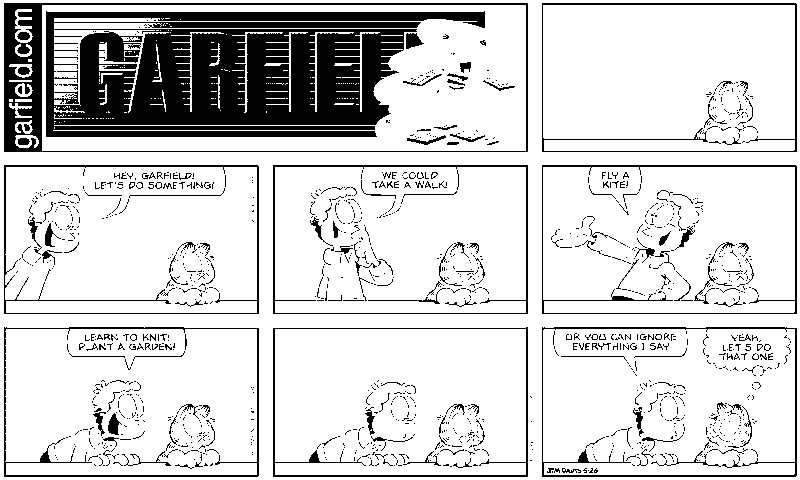 garfield.com
GARFIEL
HEY, GARFIELD!
LET'S DO SOMETHING!
WE COULD
TAKE A WALK!
FLY A
KITE!
LEARN TO KNIT!
PLANT A GARDEN!
OR YOU CAN IGNORE
EVERYTHING I SAY
YEAH,
LET'S DO
THAT ONE
JIM DAVIS 5-26